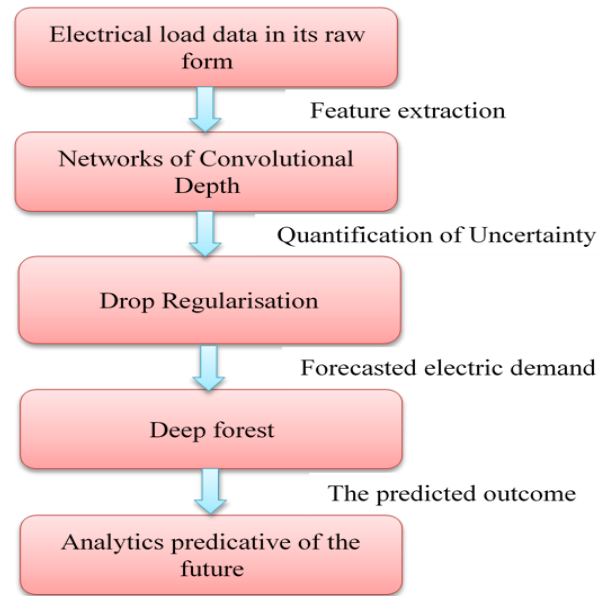 Electrical load data in its raw
form
Feature extraction
Networks of Convolutional
Depth
Quantification of Uncertainty
Drop Regularisation
Forecasted electric demand
Deep forest
The predicted outcome
Analytics predicative of the
future